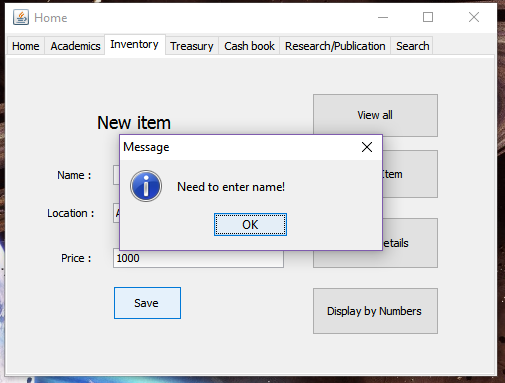 Home
Home Academics Inventory Treasury Cash book Research/Publication Search
New item
View all
Message
Need to enter name!
OK
Name :
Item
Location :
A
etails
Price :
1000
Save
Display by Numbers